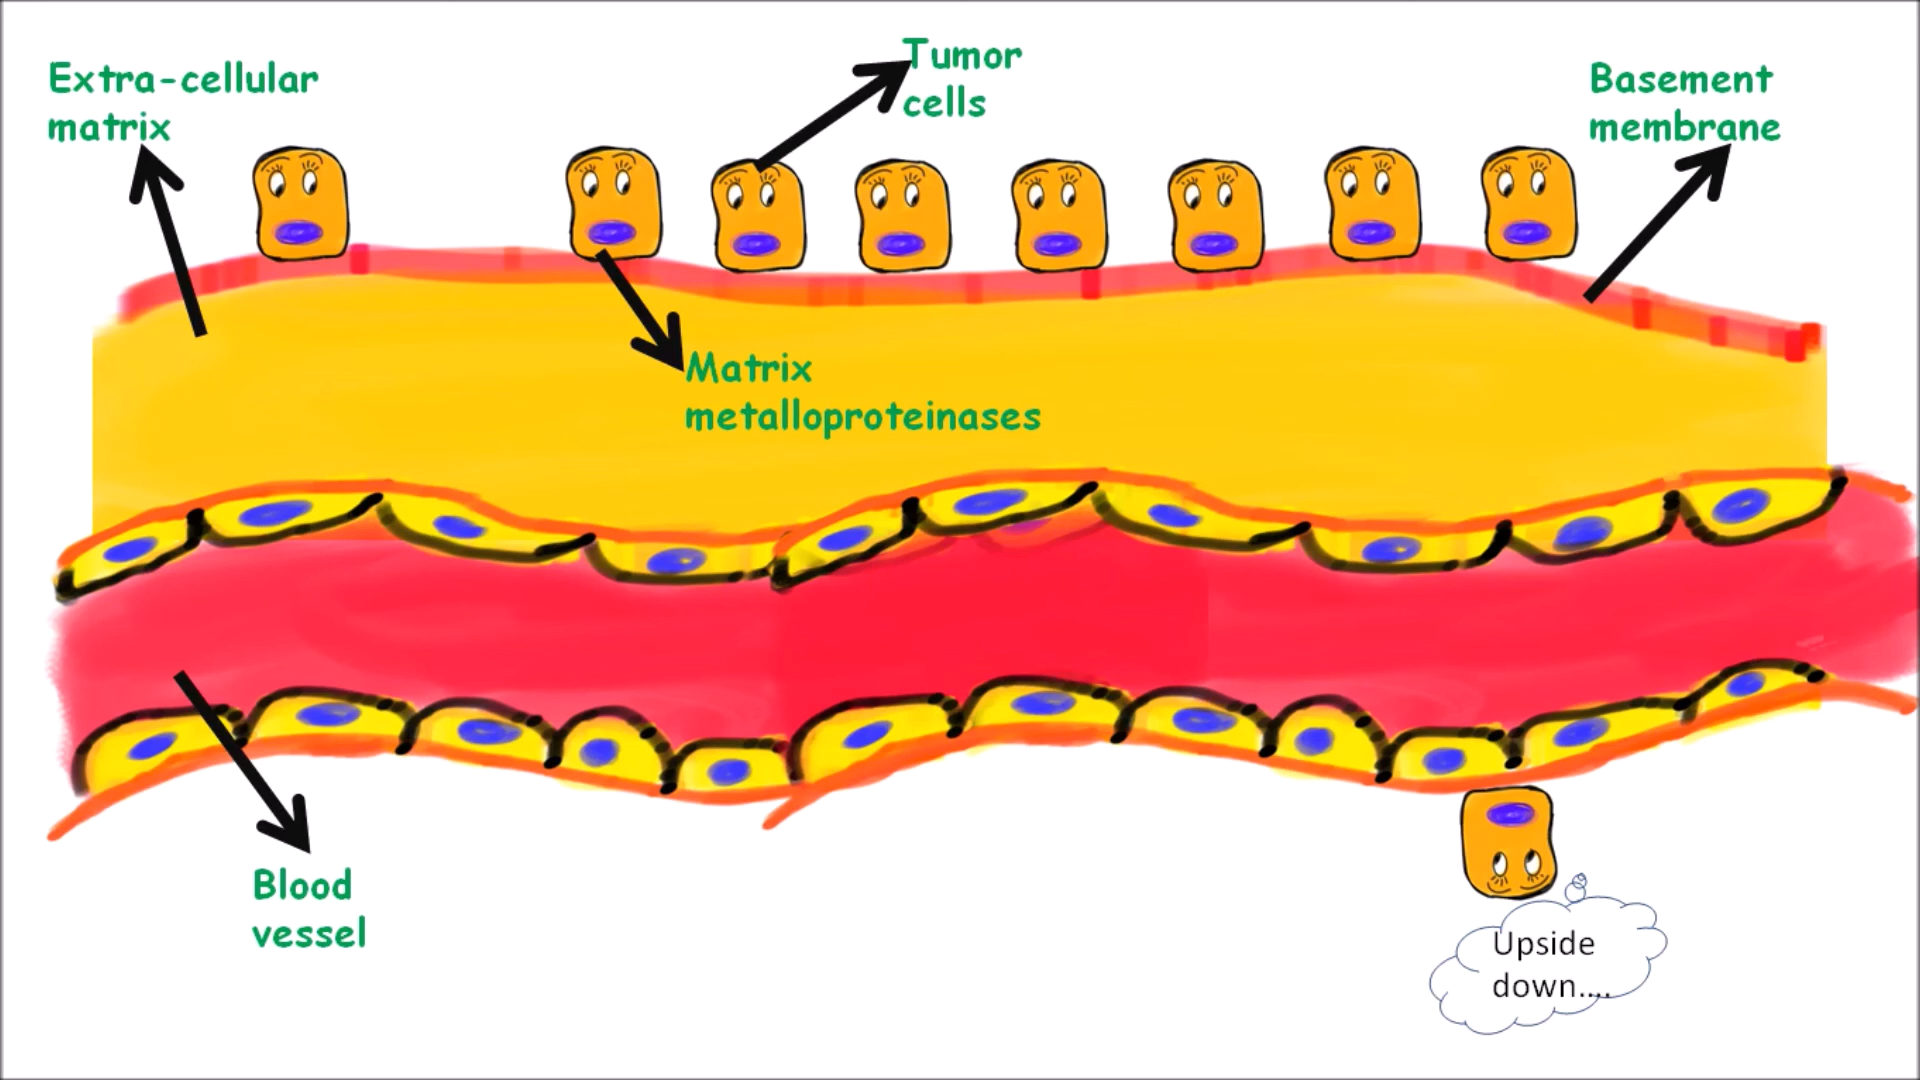 Extra-cellular
matrix
Tumor
cells
Basement
membrane
Matrix
metalloproteinases
Blood
vessel
Upside
down....